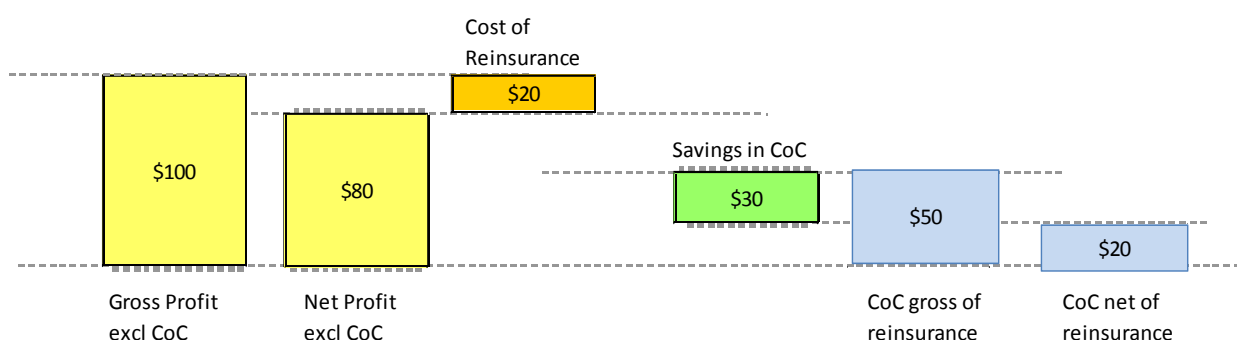 Cost of
Reinsurance
$20
$100
$80
Savings in CoC
$30
$50
$20
Gross Profit
excl CoC
Net Profit
excl CoC
CoC gross of
reinsurance
CoC net of
reinsurance